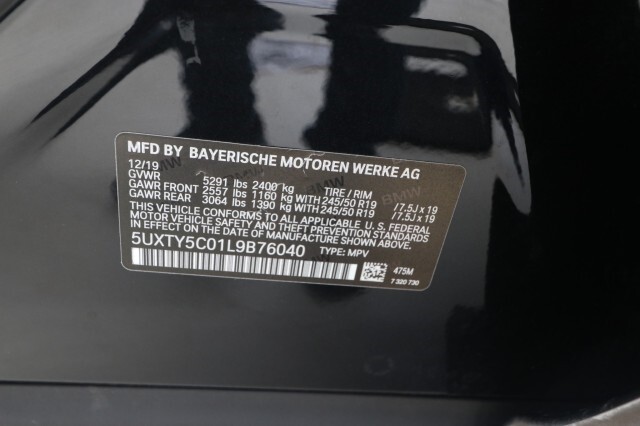 MFD BY BAYERISCHE MOTOREN WERKE AG
12/19
GVWR 5291 lbs 2400 kg TIRE / RIM
GAWR FRONT 2557 lbs 1160 kg WITH 245/50 R19 /7.5J x 19
GAWR REAR 3064 lbs 1390 kg WITH 245/50 R19 /7.5J x 19
THIS VEHICLE CONFORMS TO ALL APPLICABLE U.S. FEDERAL
MOTOR VEHICLE SAFETY, BUMPER, AND THEFT PREVENTION STANDARDS
IN EFFECT ON THE DATE OF MANUFACTURE SHOWN ABOVE.
5UXTY5C01L9B76040 TYPE: MPV
475M
7 320 730